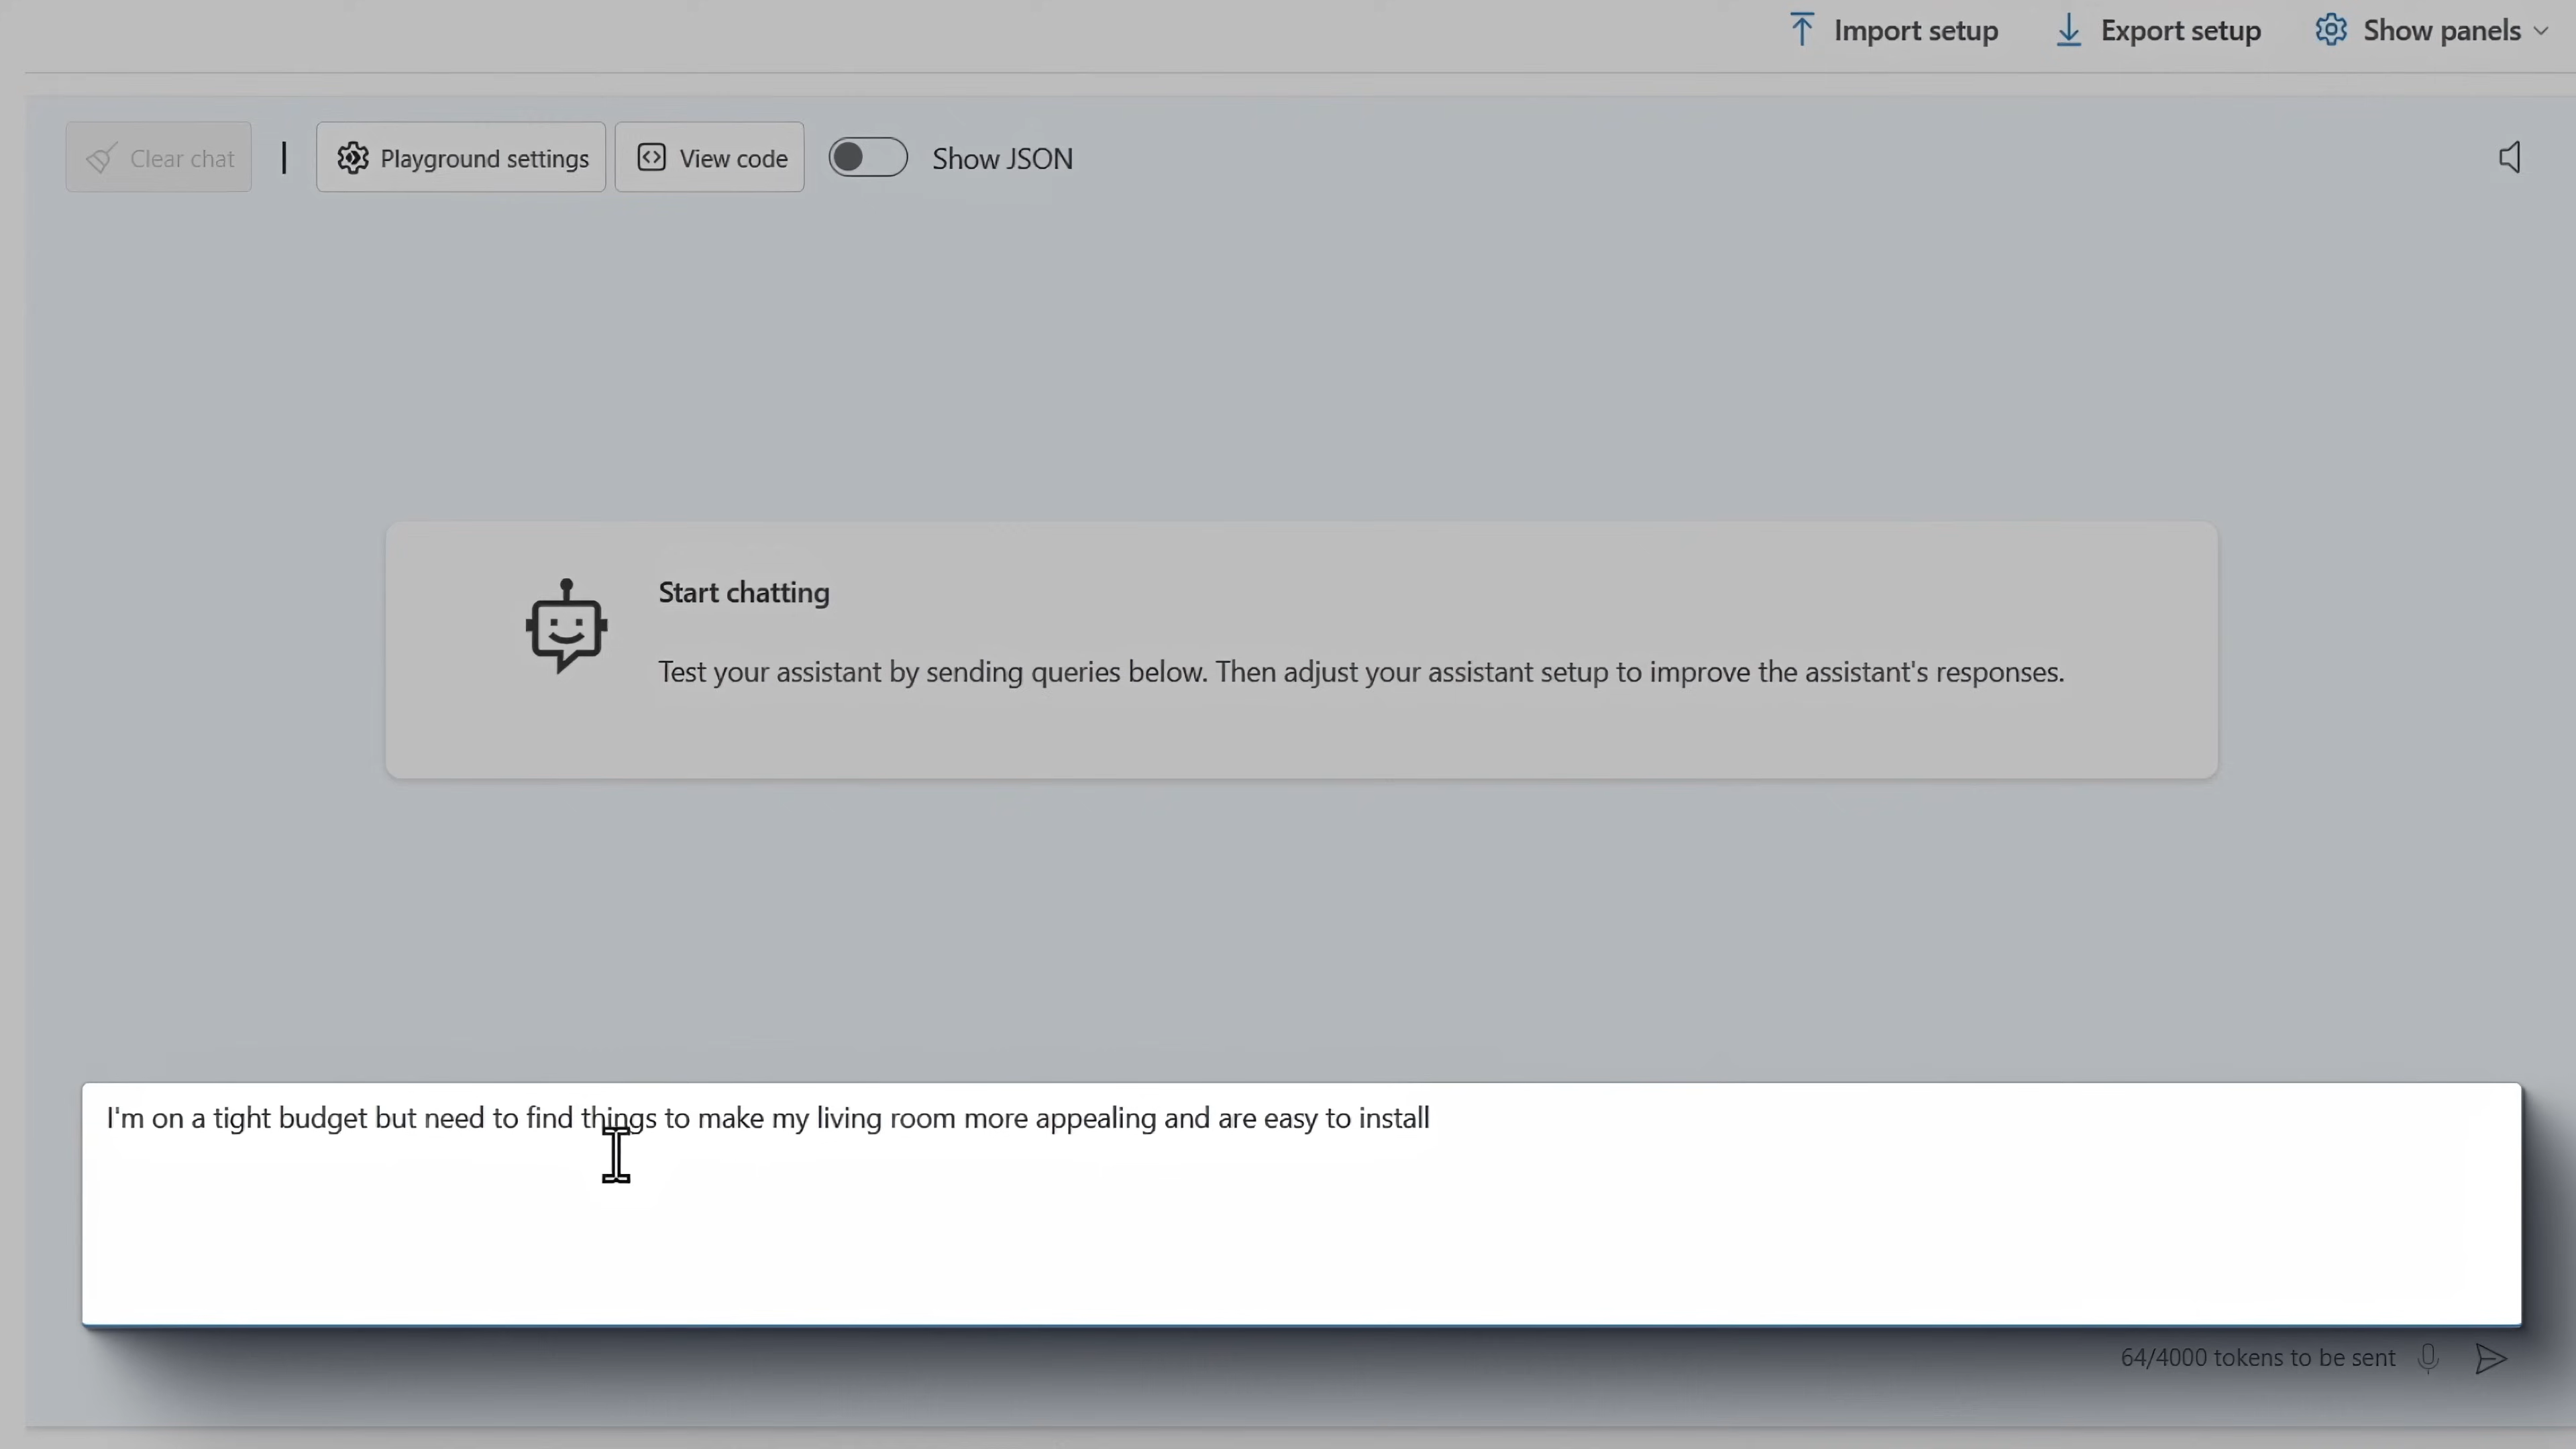 Import setup
Export setup
Show panels
Clear chat
Playground settings
View code
Show JSON
Start chatting
Test your assistant by sending queries below. Then adjust your assistant setup to improve the assistant's responses.
I'm on a tight budget but need to find things to make my living room more appealing and are easy to install
64/4000 tokens to be sent